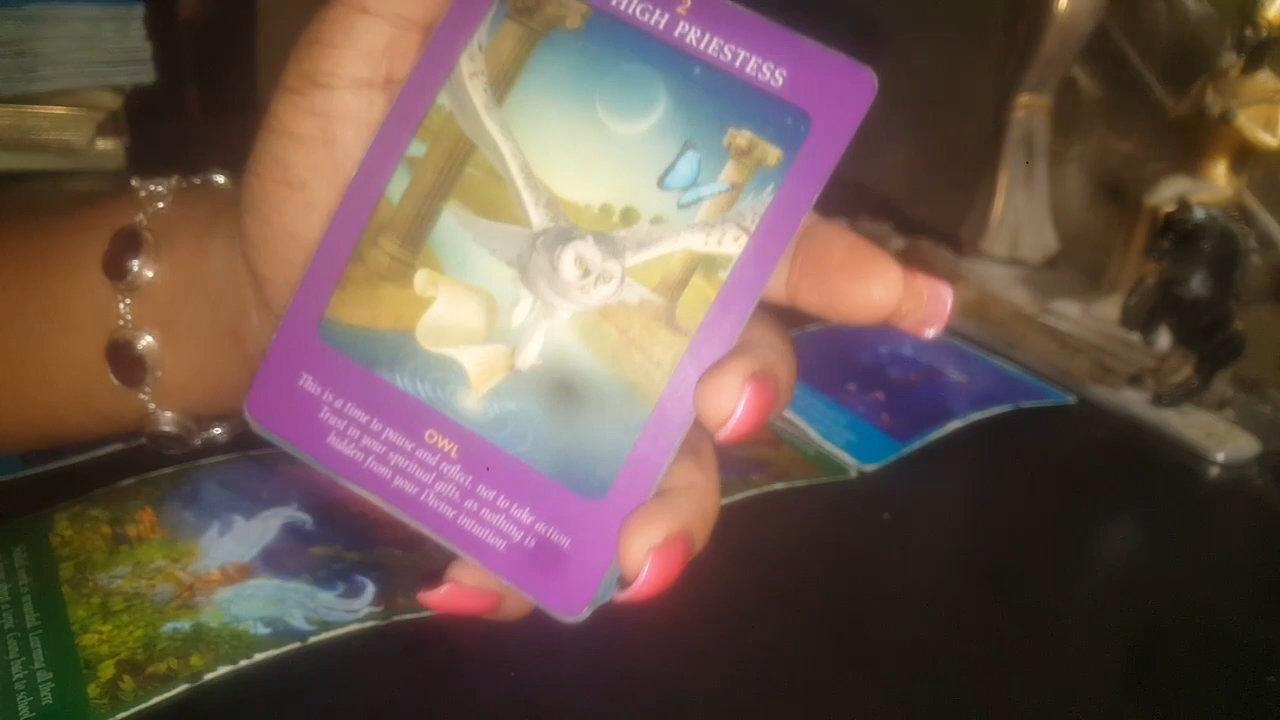 2
HIGH PRIESTESS
OWL
This is a time to pause and reflect, not to take action.
Trust in your spiritual gifts, as nothing is
hidden from your Divine intuition.